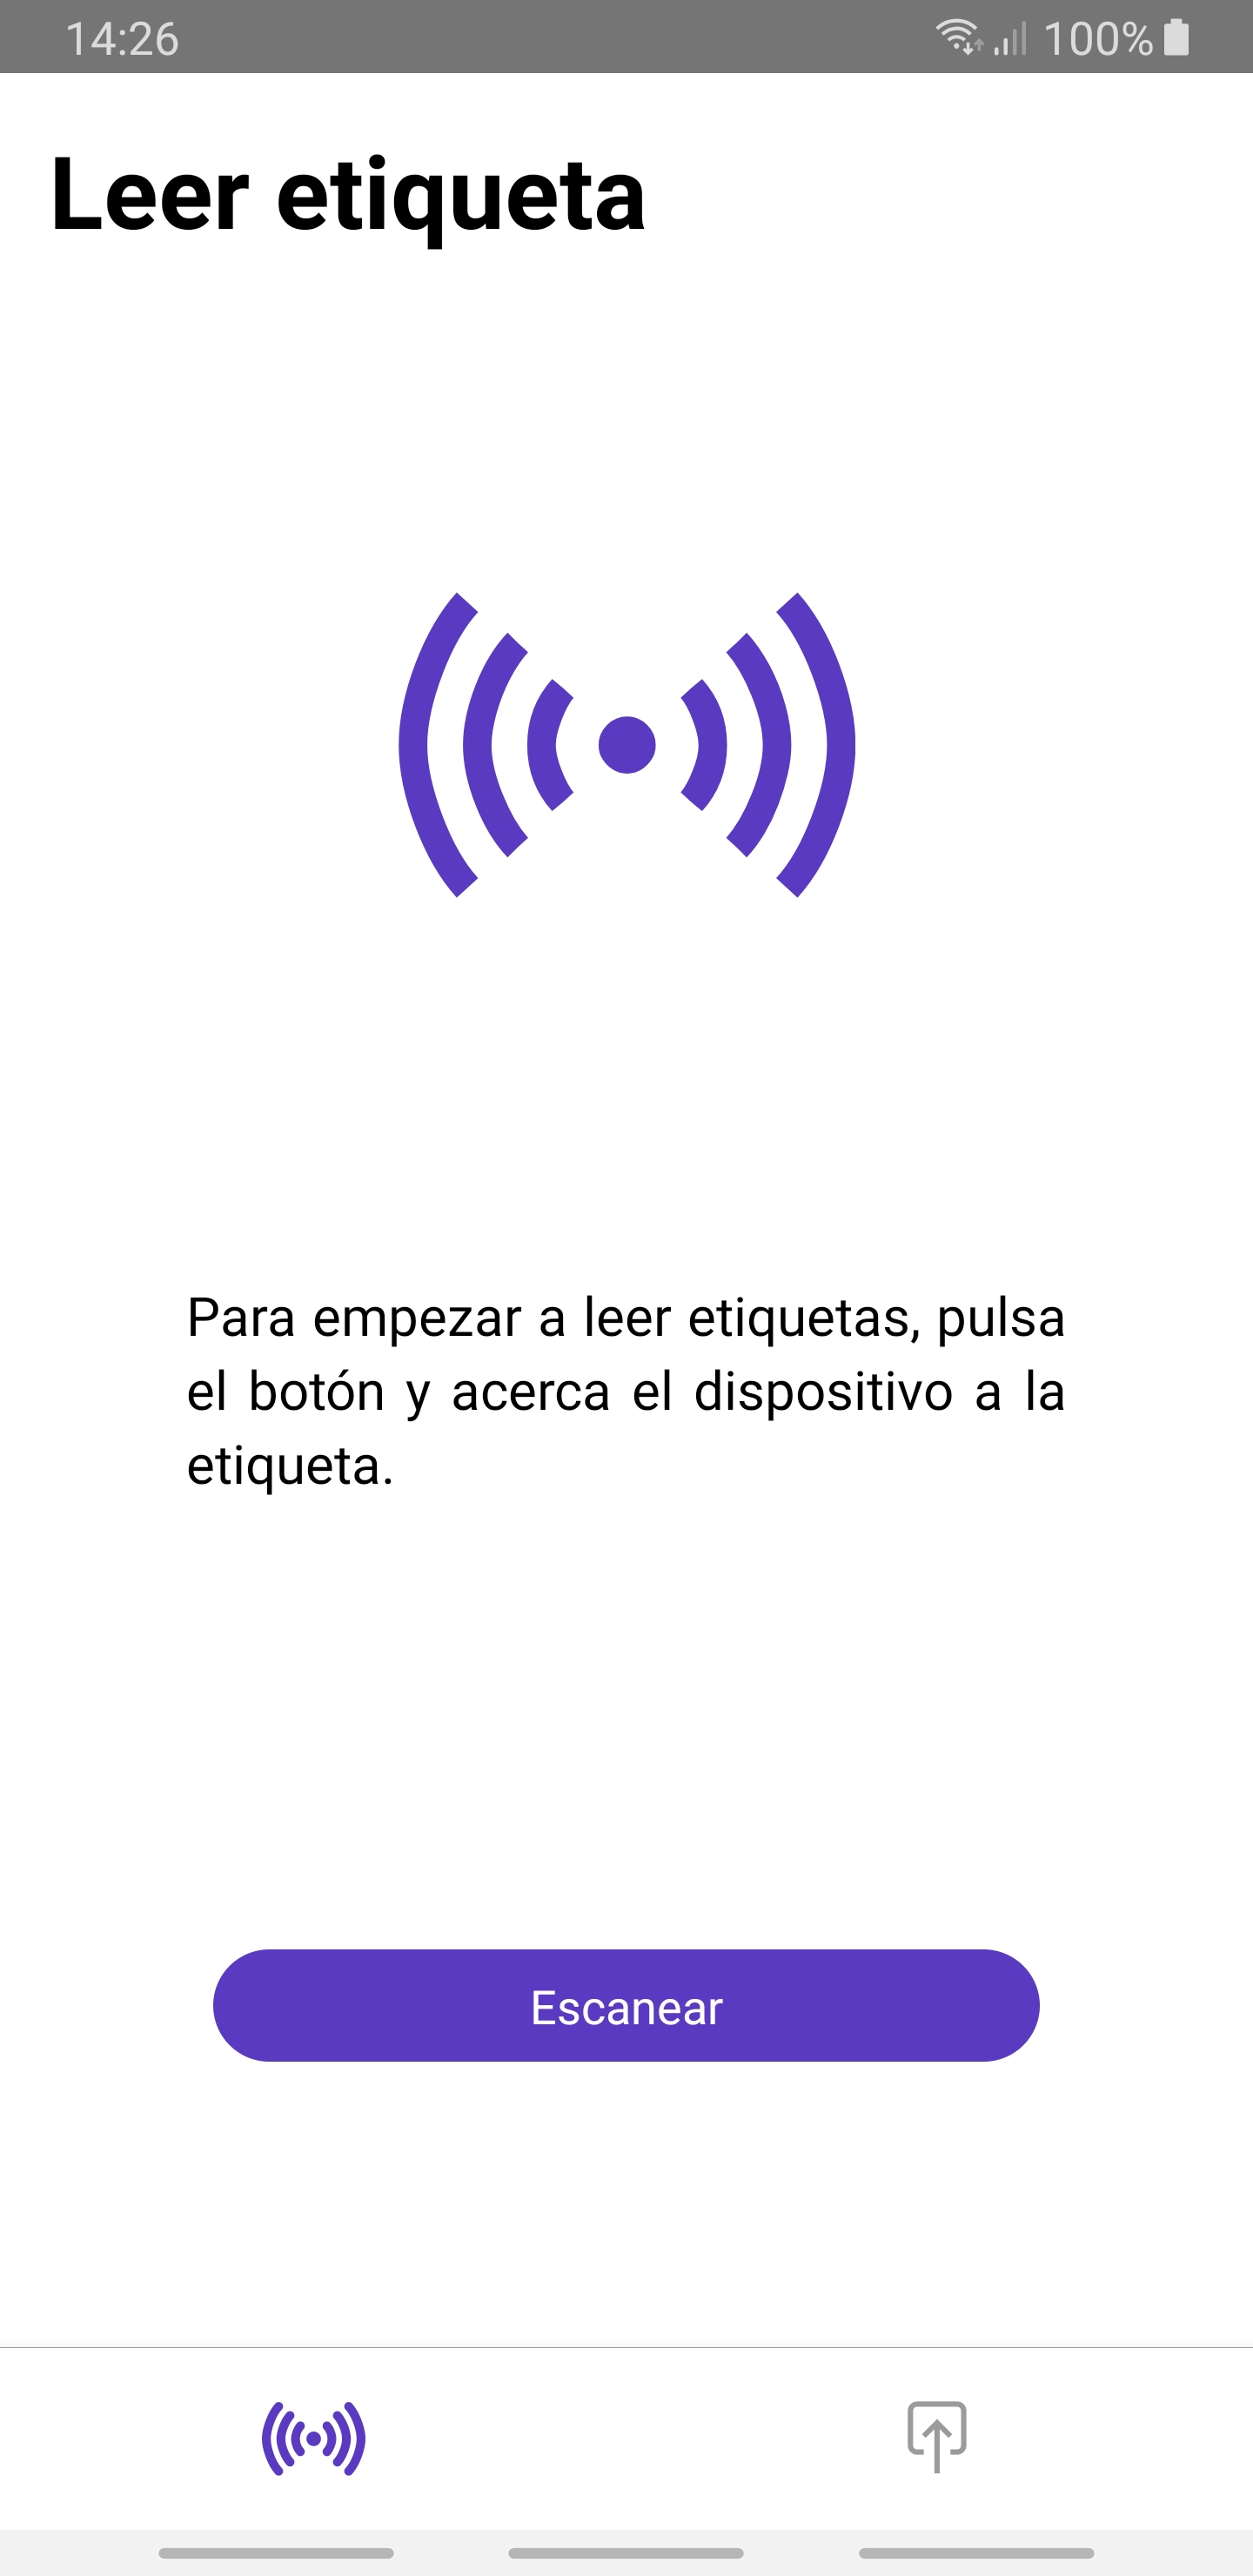 14:26 100%
Leer etiqueta
Para empezar a leer etiquetas, pulsa
el botón y acerca el dispositivo a la
etiqueta.
Escanear